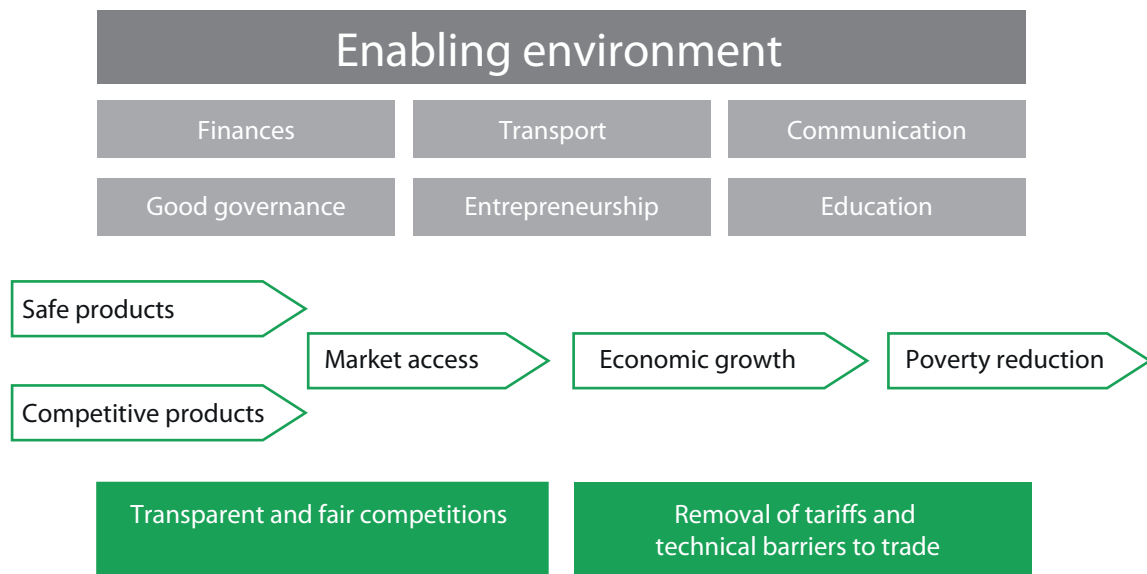 Enabling environment
Finances
Transport
Communication
Good governance
Entrepreneurship
Education
Safe products
Competitive products
Market access
Economic growth
Poverty reduction
Transparent and fair competitions
Removal of tariffs and
technical barriers to trade